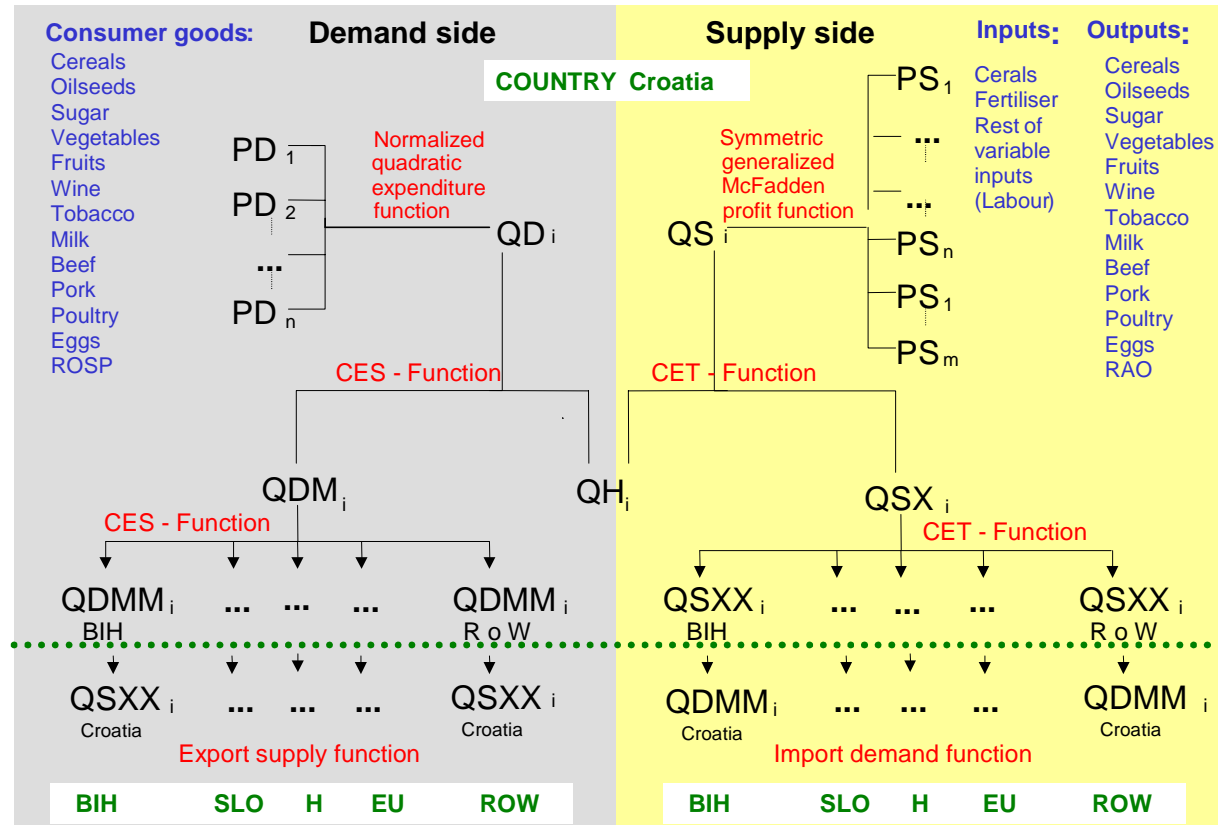 Consumer goods:
Cereals
Oilseeds
Sugar
Vegetables
Fruits
Wine
Tobacco
Milk
Beef
Pork
Poultry
Eggs
ROSP
Demand side
Supply side
COUNTRY Croatia
Inputs:
Cerals
Fertiliser
Rest of
variable
inputs
(Labour)
Outputs:
Cereals
Oilseeds
Sugar
Vegetables
Fruits
Wine
Tobacco
Milk
Beef
Pork
Poultry
Eggs
RAO
PD 1
PD 2
...
PD n
Normalized
quadratic
expenditure
function
QD i
QS i
Symmetric
generalized
McFadden
profit function
PS 1
...
...
PS n
PS 1
PS m
CES - Function
CET - Function
QDM i
QH i
QSX i
CES - Function
CET - Function
QDMM i ... ... ... QDMM i
BIH R o W
QSXX i ... ... ... QSXX i
BIH R o W
QSXX i ... ... ... QSXX i
Croatia Croatia
QDMM i ... ... ... QDMM i
Croatia Croatia
Export supply function
Import demand function
BIH SLO H EU ROW
BIH SLO H EU ROW